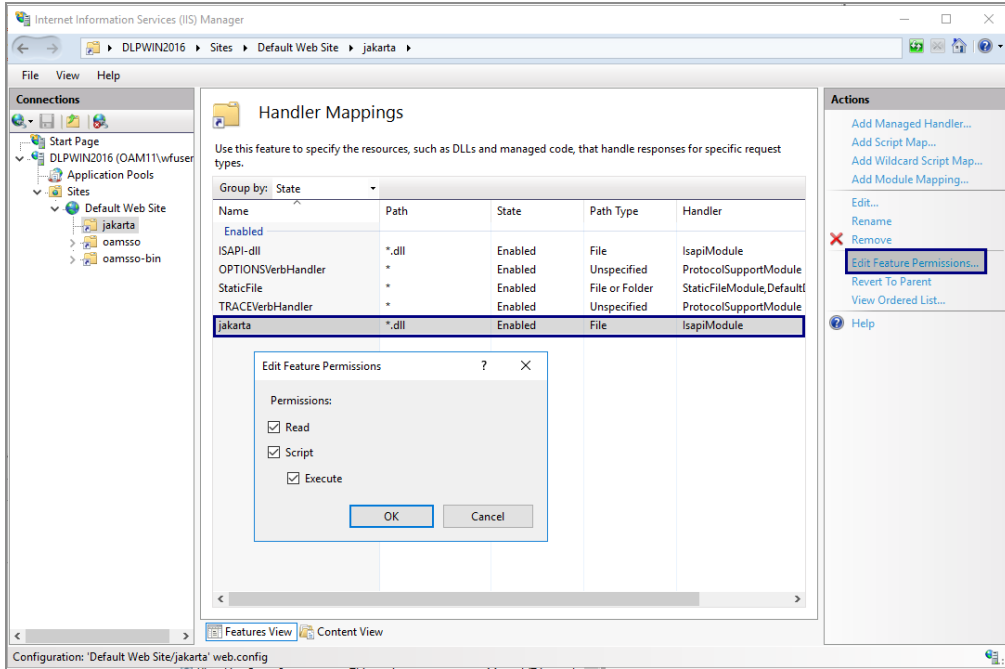 Internet Information Services (IIS) Manager
DLPWIN2016 Sites Default Web Site jakarta
File View Help
Connections
Start Page
DLPWIN2016 (OAM11\wfuser
Application Pools
Sites
Default Web Site
jakarta
oamsso
oamsso-bin
Handler Mappings
Use this feature to specify the resources, such as DLLs and managed code, that handle responses for specific request
types.
Group by: State
Name Path State Path Type Handler
Enabled
ISAPI-dll *.dll Enabled File IsapiModule
OPTIONSVerbHandler * Enabled Unspecified ProtocolSupportModule
StaticFile * Enabled File or Folder StaticFileModule,Default
TRACEVerbHandler * Enabled Unspecified ProtocolSupportModule
jakarta *.dll Enabled File IsapiModule
Edit Feature Permissions ?
Permissions:
Read
Script
Execute
OK Cancel
Features View Content View
Actions
Add Managed Handler...
Add Script Map...
Add Wildcard Script Map...
Add Module Mapping...
Edit...
Rename
Remove
Edit Feature Permissions...
Revert To Parent
View Ordered List...
Help
Configuration: 'Default Web Site/jakarta' web.config